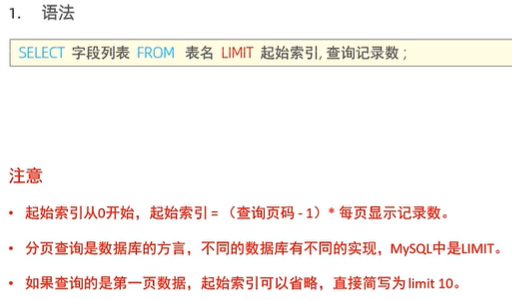 1. 语法
SELECT 字段列表 FROM 表名 LIMIT 起始索引, 查询记录数 ;
注意
• 起始索引从0开始，起始索引 = （查询页码 - 1）* 每页显示记录数。
• 分页查询是数据库的方言，不同的数据库有不同的实现，MySQL中是LIMIT。
• 如果查询的是第一页数据，起始索引可以省略，直接简写为 limit 10。